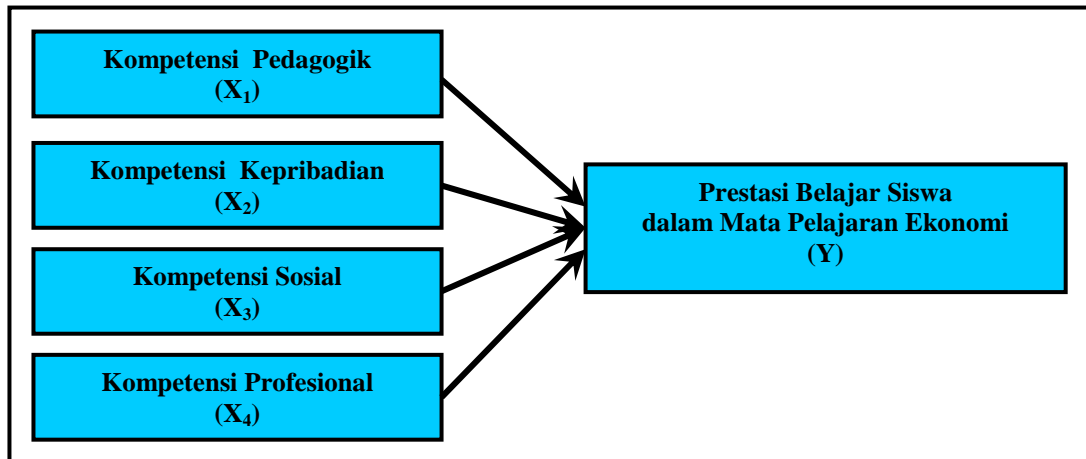 Kompetensi Pedagogik
(X₁)
Kompetensi Kepribadian
(X₂)
Kompetensi Sosial
(X₃)
Kompetensi Profesional
(X₄)
Prestasi Belajar Siswa
dalam Mata Pelajaran Ekonomi
(Y)